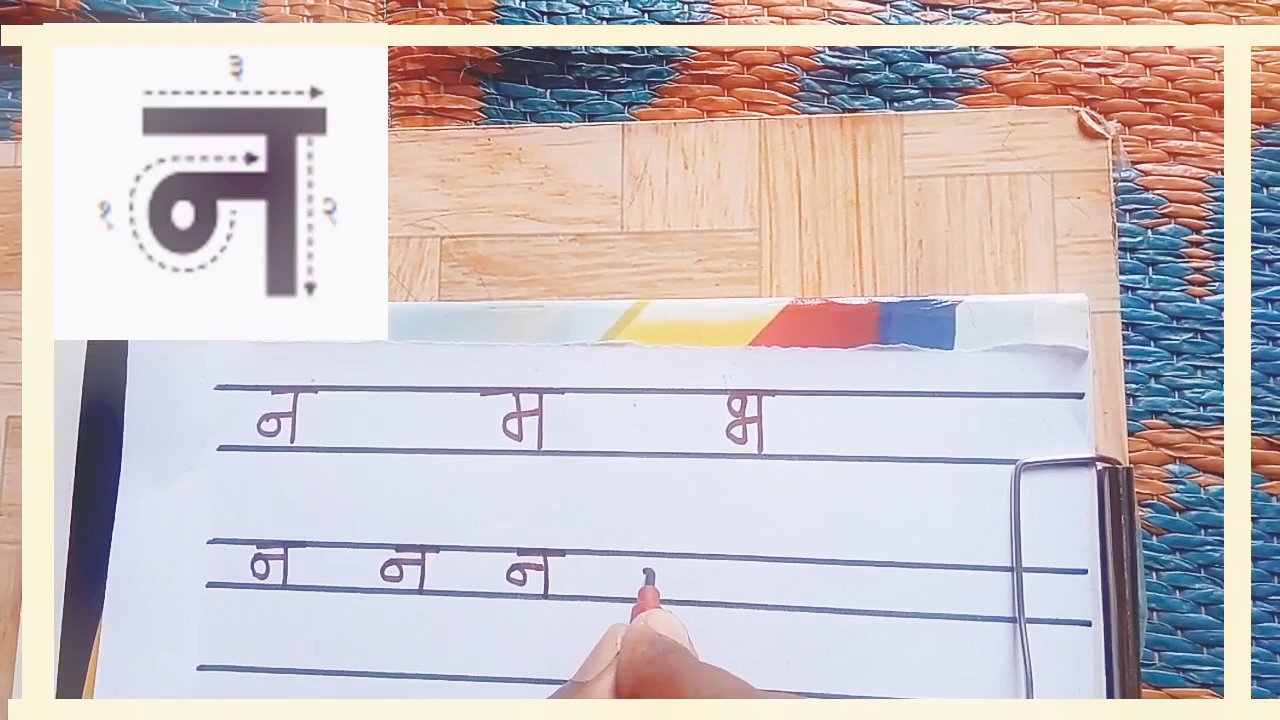 ३
न
१ २
न म भ
न न न